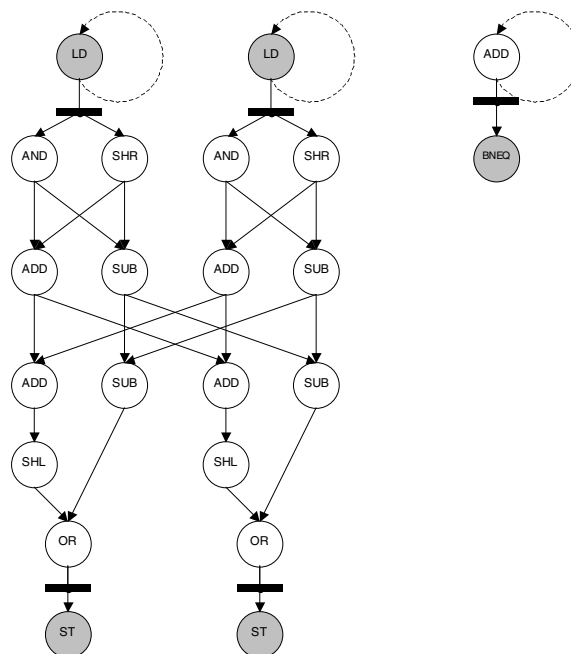 LD LD ADD
AND SHR AND SHR BNEQ
ADD SUB ADD SUB
ADD SUB ADD SUB
SHL SHL
OR OR
ST ST